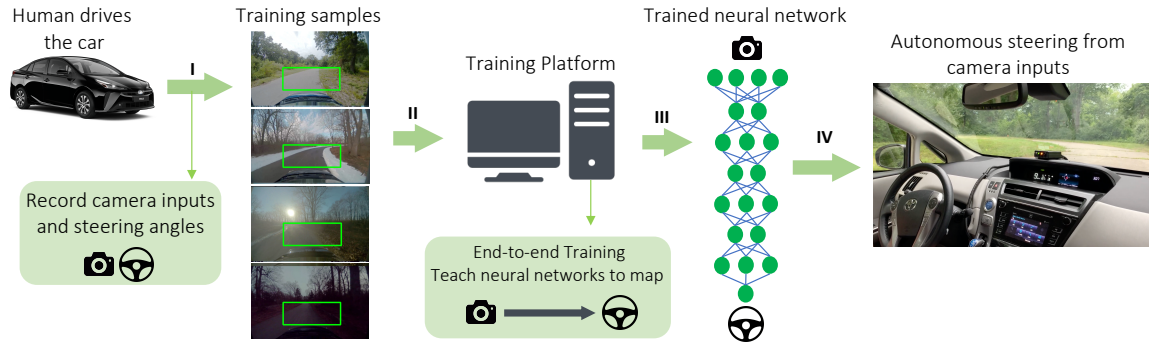 Human drives
the car
I
Record camera inputs
and steering angles
Training samples
II
Training Platform
End-to-end Training
Teach neural networks to map
III
Trained neural network
IV
Autonomous steering from
camera inputs